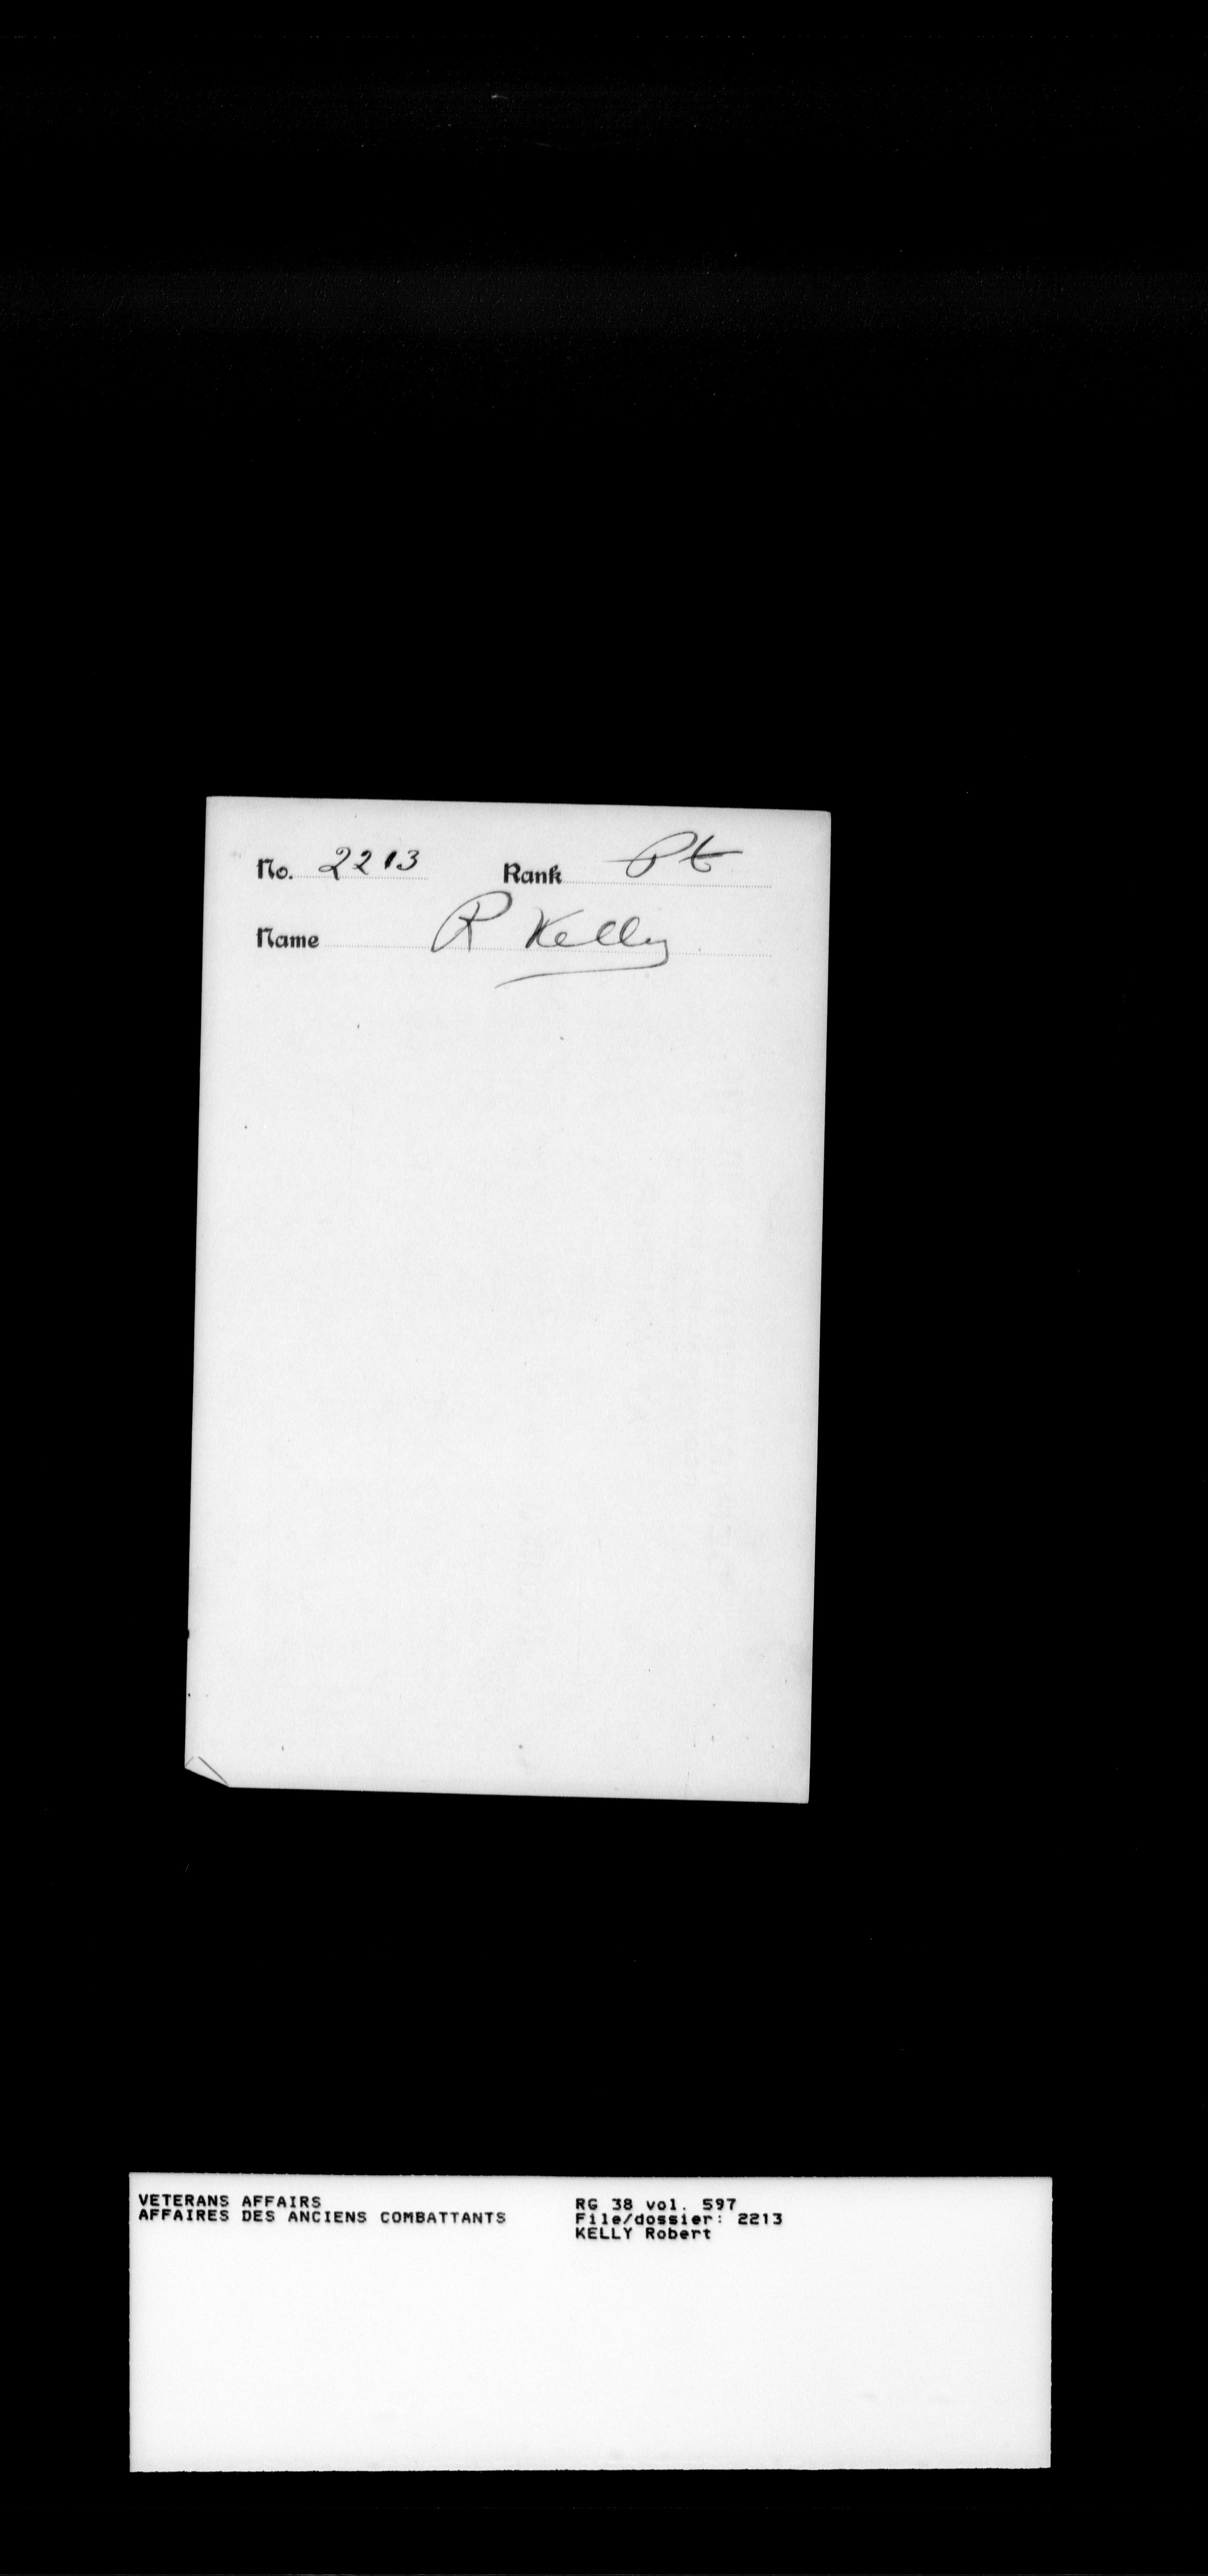 No. 2213 Rank Pt
Name R Kelly
VETERANS AFFAIRS
AFFAIRES DES ANCIENS COMBATTANTS
RG 38 vol. 597
File/dossier: 2213
KELLY Robert